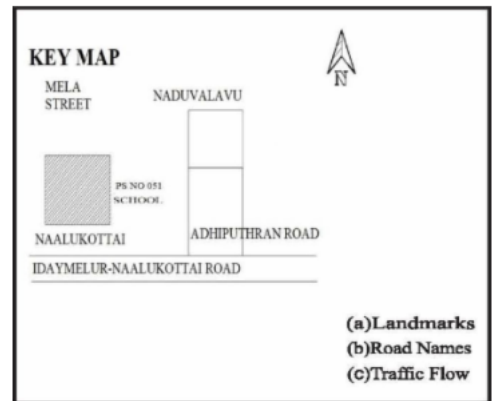 KEY MAP
N
MELA
STREET
NADUVALAVU
PS NO 051
SCHOOL
NAALUKOTTAI
ADHIPUTHRAN ROAD
IDAYMELUR-NAALUKOTTAI ROAD
(a)Landmarks
(b)Road Names
(c)Traffic Flow